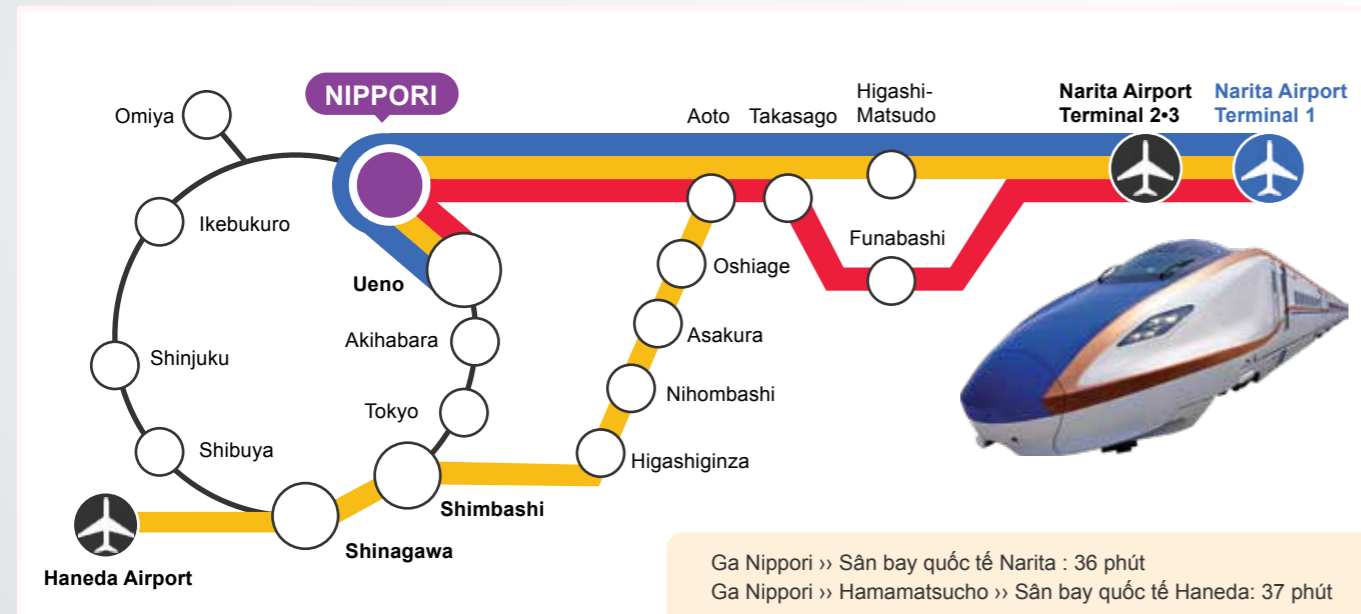 NIPPORI
Omiya
Ikebukuro
Shinjuku
Shibuya
Haneda Airport
Shinagawa
Shimbashi
Tokyo
Akihabara
Ueno
Aoto
Takasago
Higashi-
Matsudo
Narita Airport
Terminal 2•3
Narita Airport
Terminal 1
Funabashi
Oshiage
Asakura
Nihombashi
Higashiginza
Ga Nippori ›› Sân bay quốc tế Narita : 36 phút
Ga Nippori ›› Hamamatsucho ›› Sân bay quốc tế Haneda: 37 phút